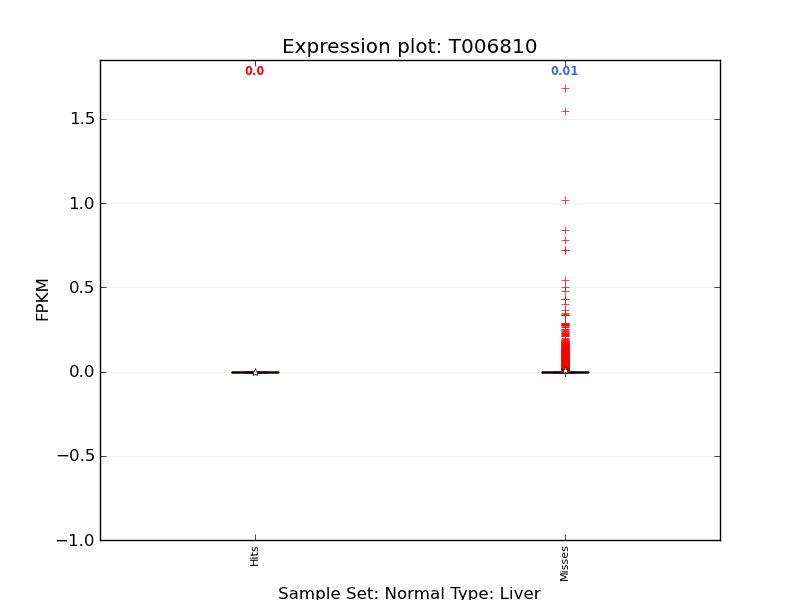 Expression plot: T006810
0.0
0.01
1.5
1.0
0.5
0.0
−0.5
−1.0
FPKM
Hits
Misses
Sample Set: Normal Type: Liver